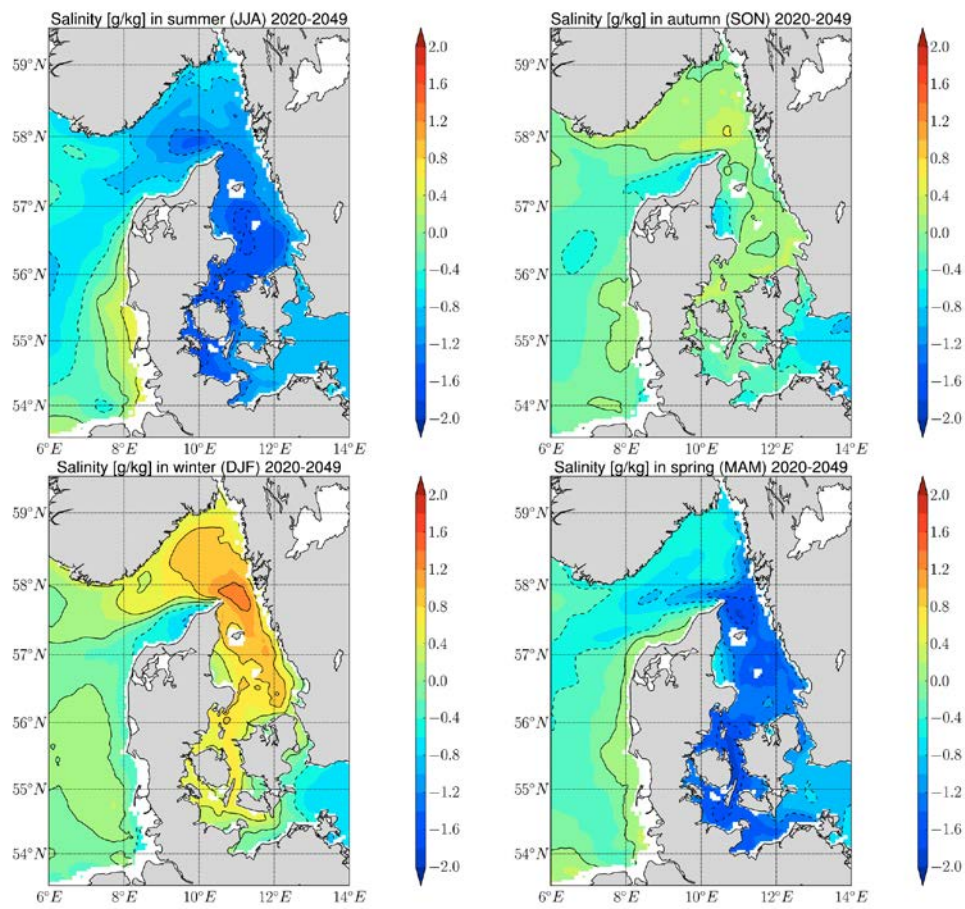 Salinity [g/kg] in summer (JJA) 2020-2049
59°N
58°N
57°N
56°N
55°N
54°N
6°E 8°E 10°E 12°E 14°E
2.0
1.6
1.2
0.8
0.4
0.0
−0.4
−0.8
−1.2
−1.6
−2.0
Salinity [g/kg] in autumn (SON) 2020-2049
59°N
58°N
57°N
56°N
55°N
54°N
6°E 8°E 10°E 12°E 14°E
2.0
1.6
1.2
0.8
0.4
0.0
−0.4
−0.8
−1.2
−1.6
−2.0
Salinity [g/kg] in winter (DJF) 2020-2049
59°N
58°N
57°N
56°N
55°N
54°N
6°E 8°E 10°E 12°E 14°E
2.0
1.6
1.2
0.8
0.4
0.0
−0.4
−0.8
−1.2
−1.6
−2.0
Salinity [g/kg] in spring (MAM) 2020-2049
59°N
58°N
57°N
56°N
55°N
54°N
6°E 8°E 10°E 12°E 14°E
2.0
1.6
1.2
0.8
0.4
0.0
−0.4
−0.8
−1.2
−1.6
−2.0